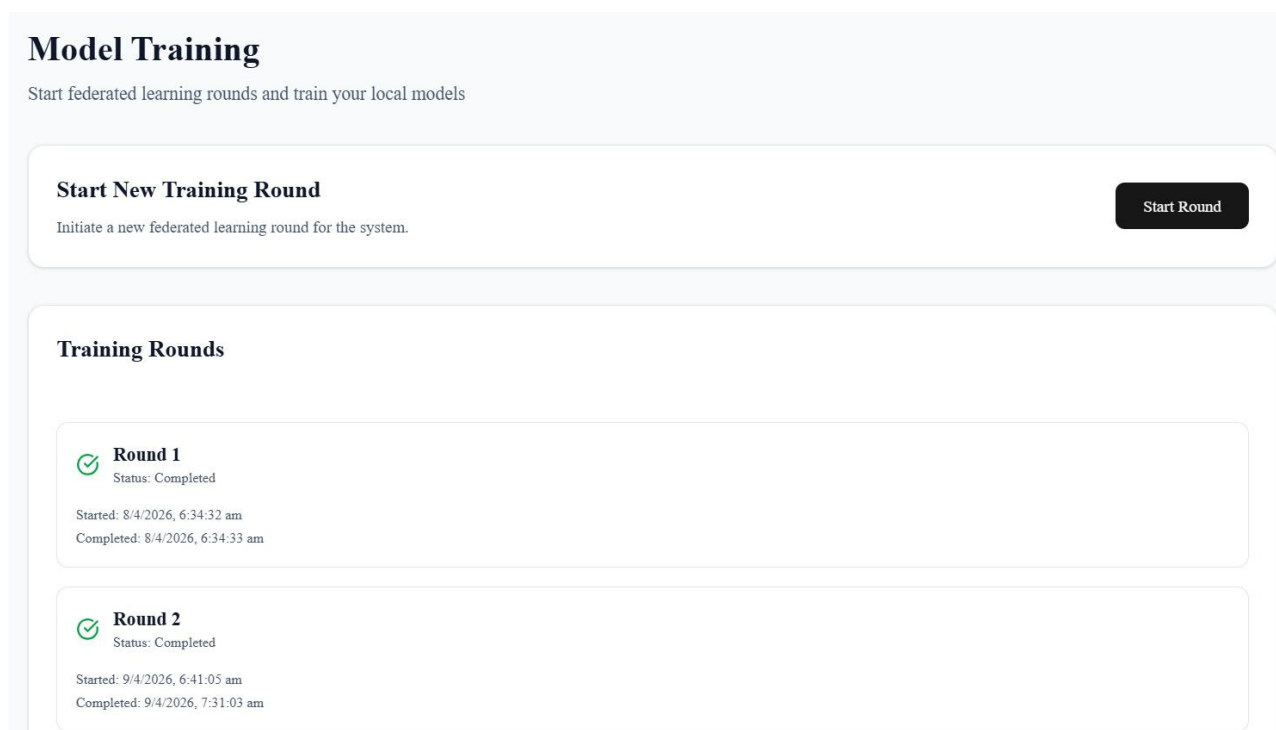 Model Training
Start federated learning rounds and train your local models
Start New Training Round
Initiate a new federated learning round for the system.
Start Round
Training Rounds
Round 1
Status: Completed
Started: 8/4/2026, 6:34:32 am
Completed: 8/4/2026, 6:34:33 am
Round 2
Status: Completed
Started: 9/4/2026, 6:41:05 am
Completed: 9/4/2026, 7:31:03 am